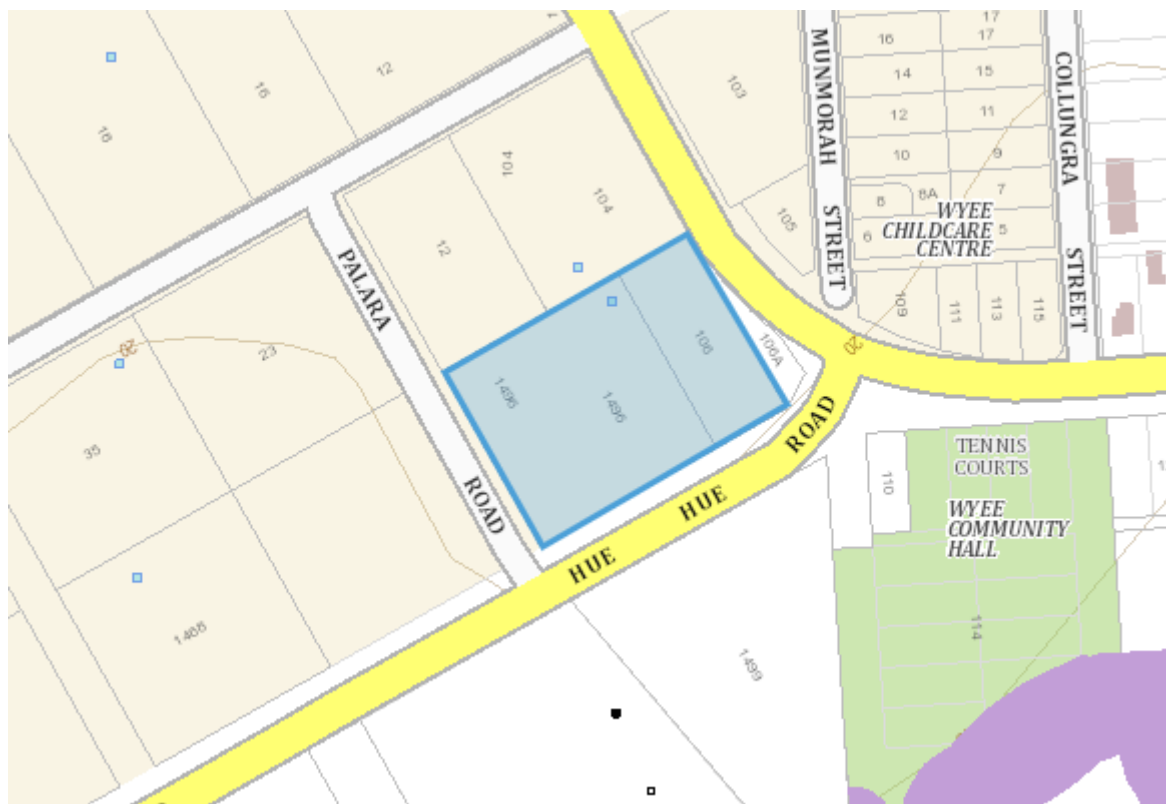 17
16
17
14
15
12
11
10
9
8
8A
7
6
5
WYEE
CHILDCARE
CENTRE
MUNMORAH
STREET
COLLUNGRA
STREET
103
105
109
111
113
115
12
16
16
104
104
12
106
106A
1496
1496
20
PALARA
ROAD
HUE
HUE
ROAD
20
23
35
1468
1499
110
TENNIS
COURTS
WYEE
COMMUNITY
HALL
114